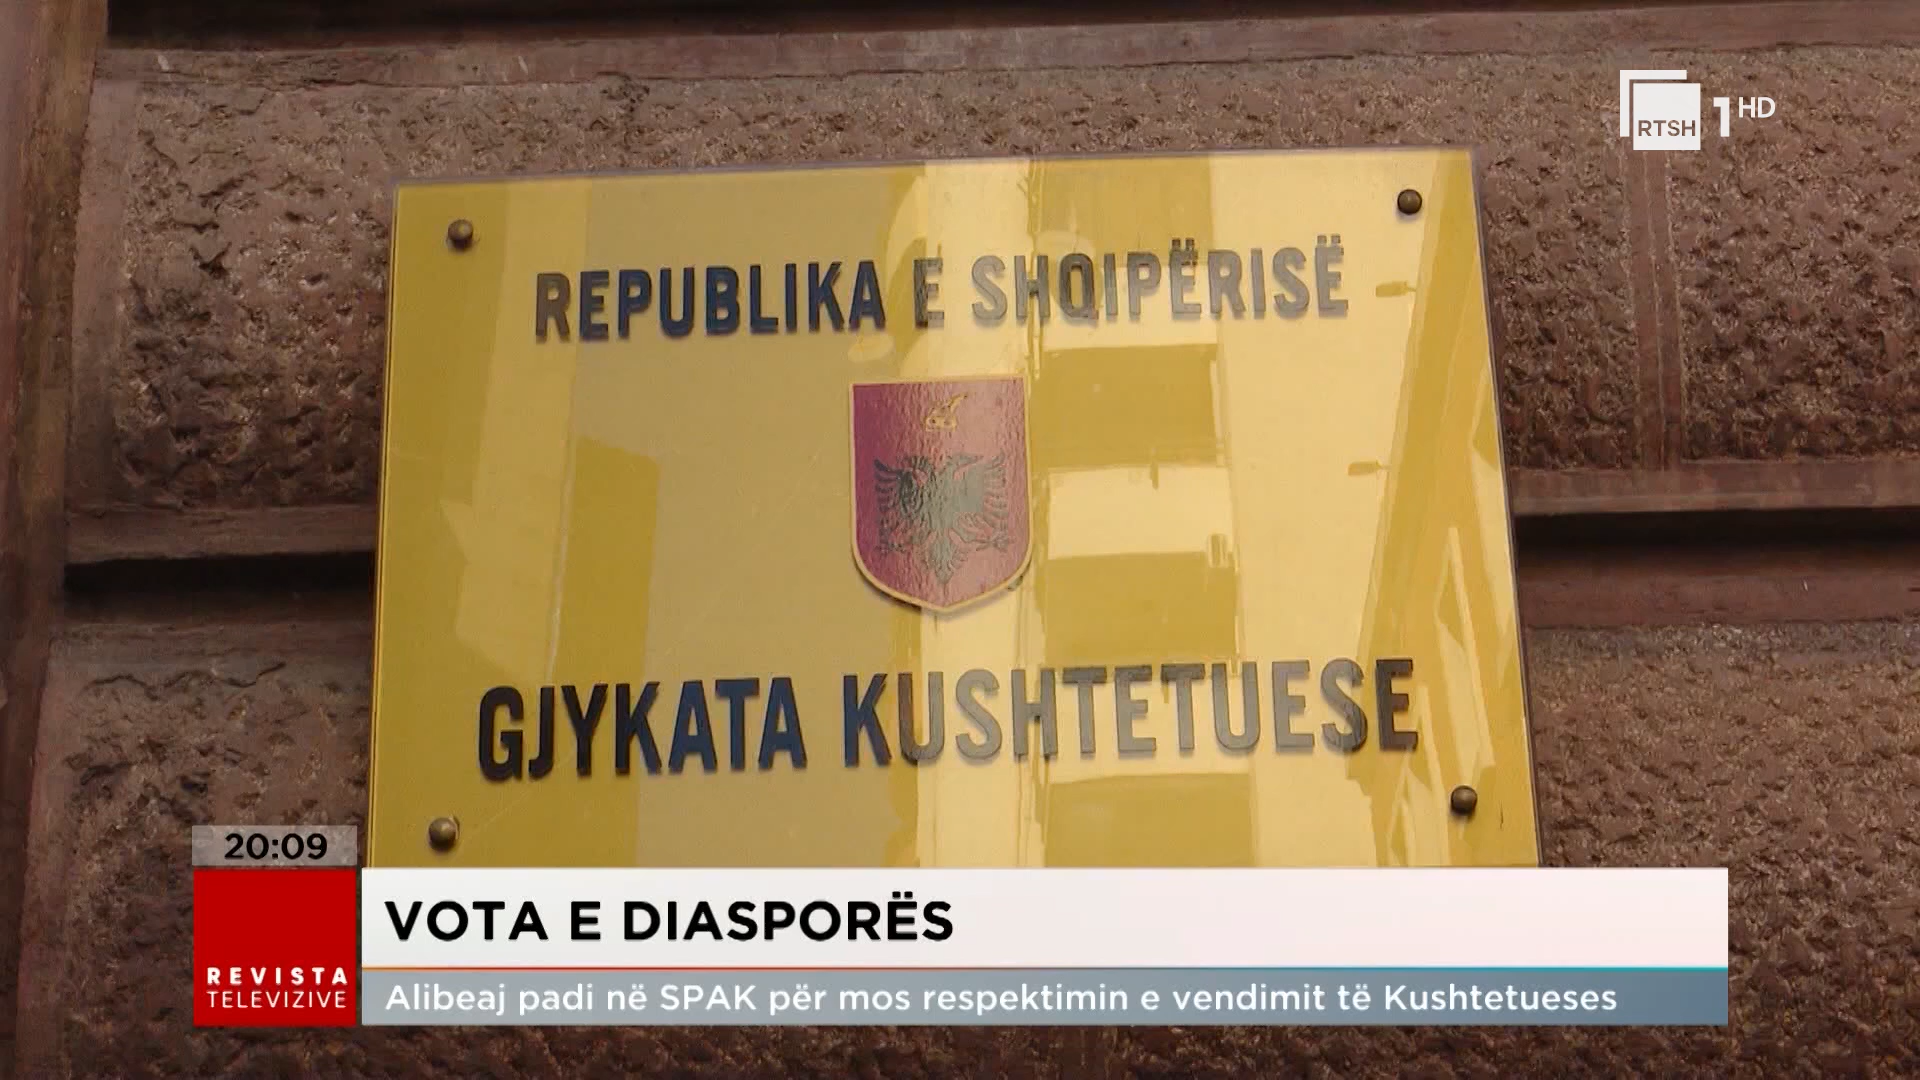 RTSH 1 HD
REPUBLIKA E SHQIPËRISË
GJYKATA KUSHTETUESE
20:09
VOTA E DIASPORËS
REVISTA
TELEVIZIVE
Alibeaj padi në SPAK për mos respektimin e vendimit të Kushtetueses